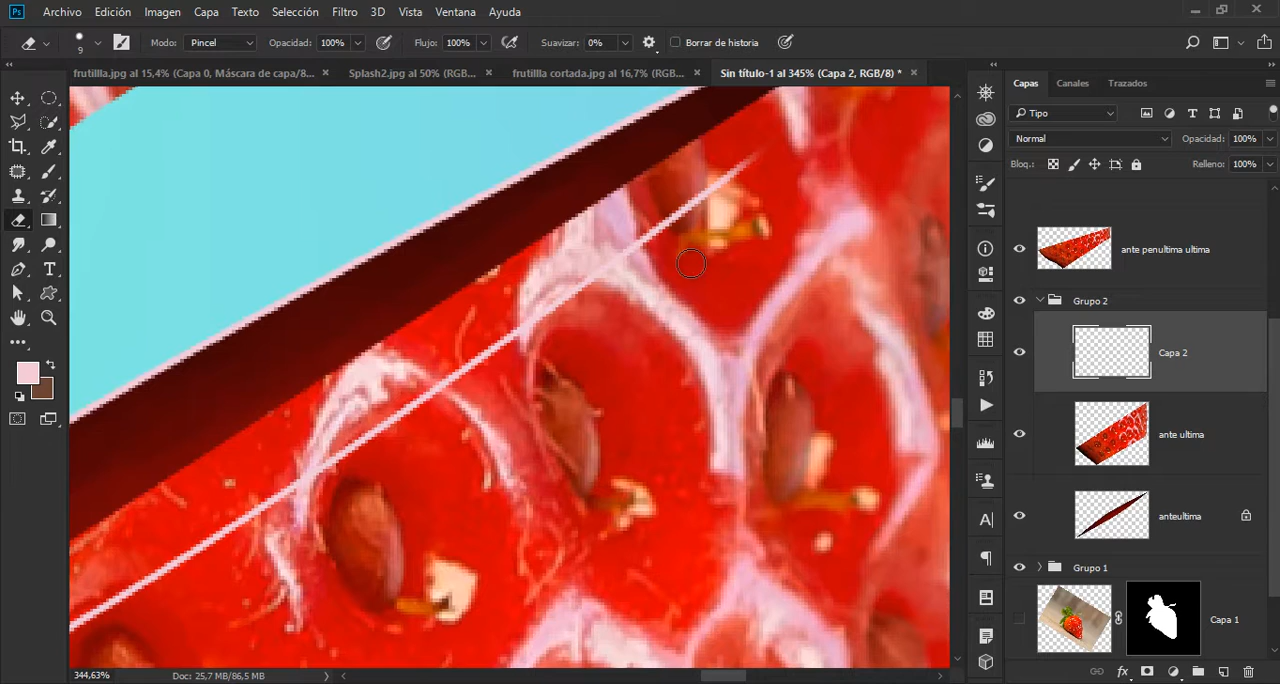 Ps Archivo Edición Imagen Capa Texto Selección Filtro 3D Vista Ventana Ayuda
9 Modo: Pincel Opacidad: 100% Flujo: 100% Suavizar: 0% Borrar de historia
frutillla.jpg al 15,4% (Capa 0, Máscara de capa/8... × Splash2.jpg al 50% (RGB... × frutillla cortada.jpg al 16,7% (RGB... × Sin título-1 al 345% (Capa 2, RGB/8) * ×
Capas Canales Trazados
Tipo
Normal Opacidad: 100%
Bloq.: Relleno: 100%
ante penultima ultima
Grupo 2
Capa 2
ante ultima
anteultima
Grupo 1
Capa 1
344,63% Doc: 25,7 MB/86,5 MB